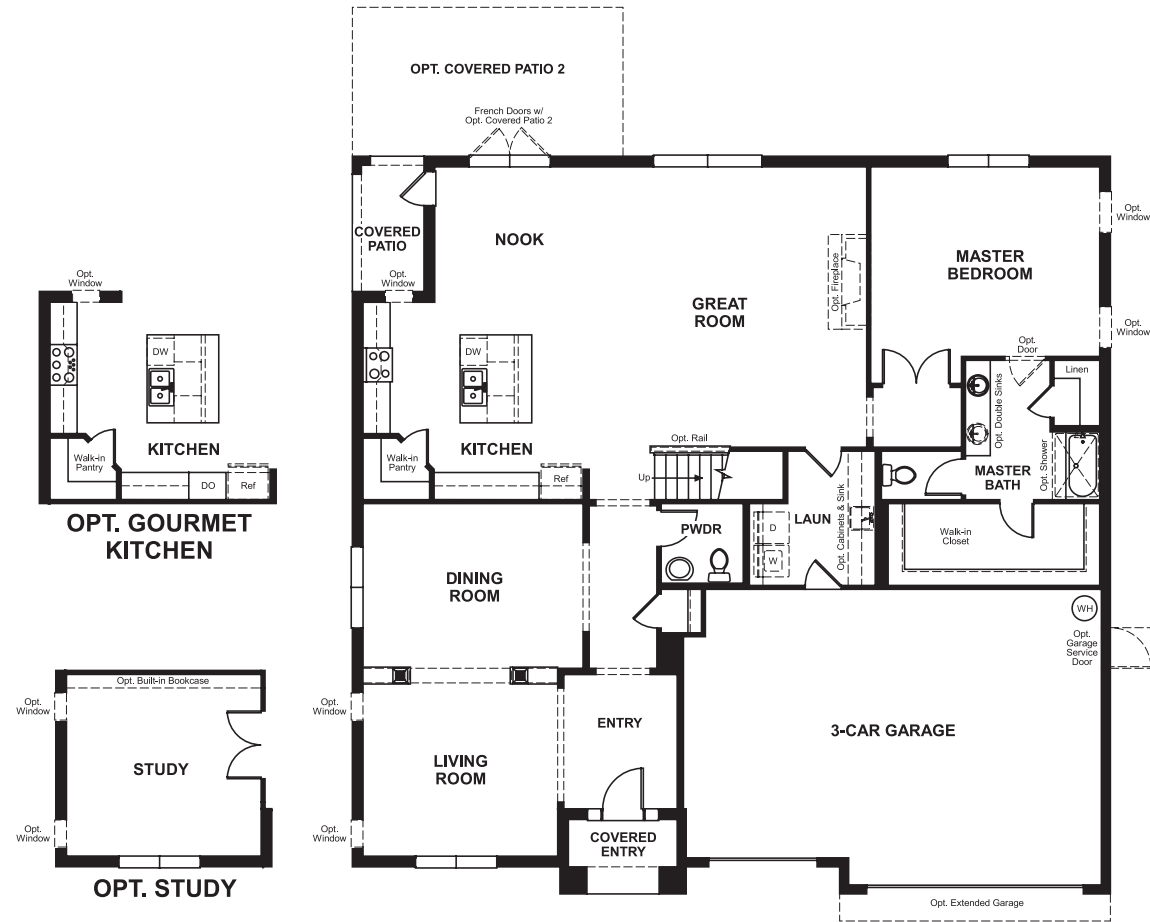 OPT. COVERED PATIO 2
French Doors w/
Opt. Covered Patio 2
COVERED
PATIO
NOOK
Opt.
Window
GREAT
ROOM
Opt. Fireplace
MASTER
BEDROOM
Opt.
Window
Opt.
Window
Opt.
Door
Linen
Opt. Double Sinks
Opt. Shower
MASTER
BATH
DW
KITCHEN
Walk-in
Pantry
Ref
Opt. Rail
Up
PWDR
LAUN
D
W
Opt. Cabinets & Sink
Walk-in
Closet
DINING
ROOM
WH
Opt.
Garage
Service
Door
Opt.
Window
LIVING
ROOM
ENTRY
3-CAR GARAGE
Opt.
Window
COVERED
ENTRY
Opt. Extended Garage
Opt.
Window
DW
KITCHEN
Walk-in
Pantry
DO
Ref
OPT. GOURMET
KITCHEN
Opt. Built-in Bookcase
Opt.
Window
STUDY
Opt.
Window
OPT. STUDY